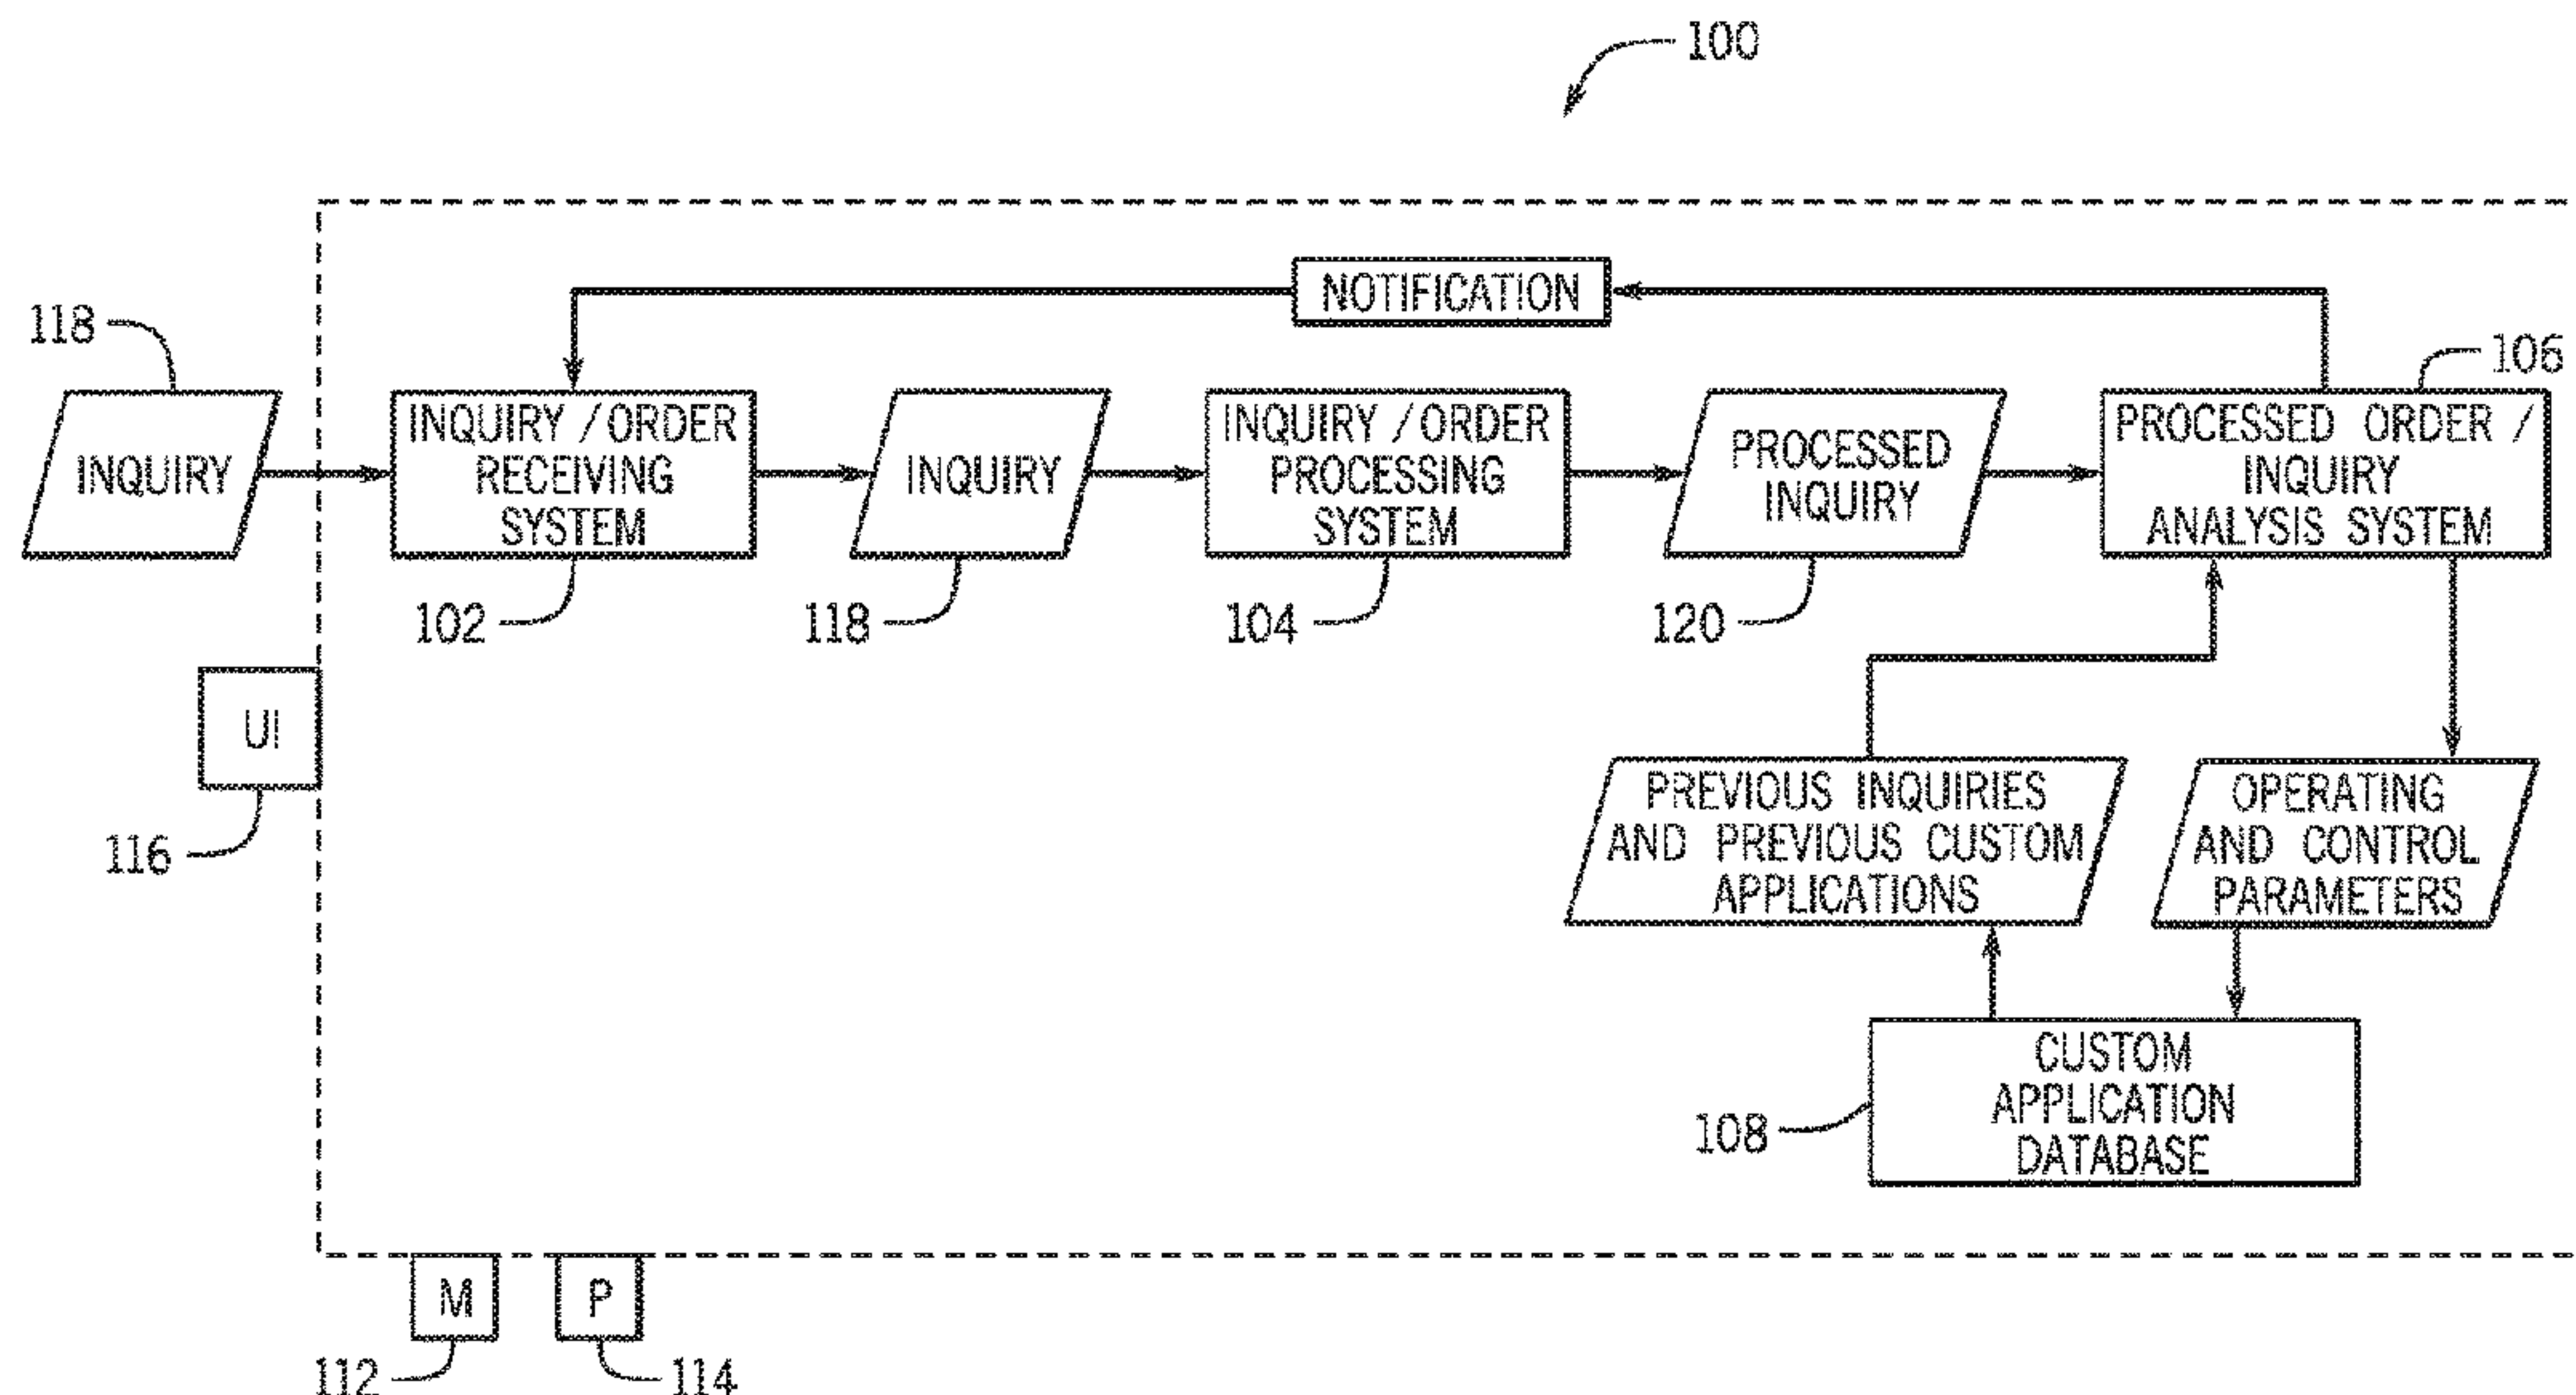 100
NOTIFICATION
118
106
INQUIRY
INQUIRY / ORDER
RECEIVING
SYSTEM
INQUIRY
INQUIRY / ORDER
PROCESSING
SYSTEM
PROCESSED
INQUIRY
PROCESSED ORDER /
INQUIRY
ANALYSIS SYSTEM
102
118
104
120
UI
116
PREVIOUS INQUIRIES
AND PREVIOUS CUSTOM
APPLICATIONS
OPERATING
AND CONTROL
PARAMETERS
CUSTOM
APPLICATION
DATABASE
108
M
P
112
114